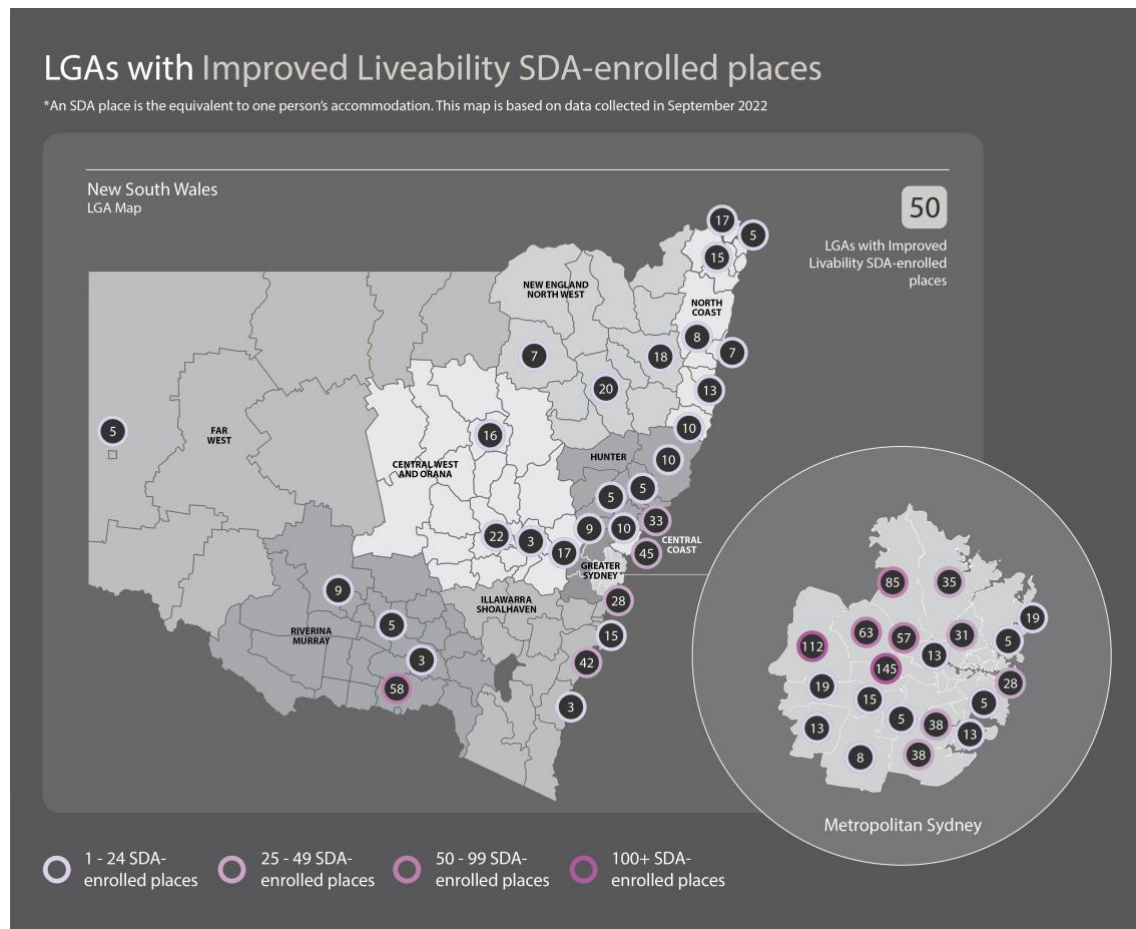 LGAs with Improved Liveability SDA-enrolled places
*An SDA place is the equivalent to one person's accommodation. This map is based on data collected in September 2022
New South Wales
LGA Map
50
LGAs with Improved
Livability SDA-enrolled
places
17
5
15
NEW ENGLAND
NORTH WEST
NORTH
COAST
8
7
18
7
20
13
5
FAR
WEST
16
10
HUNTER
10
CENTRAL WEST
AND ORANA
5
5
33
22
3
17
9
10
45
CENTRAL
COAST
GREATER
SYDNEY
9
ILLAWARRA
SHOALHAVEN
28
5
RIVERINA
MURRAY
15
3
42
58
3
85
35
19
112
63
57
31
5
13
145
19
28
15
5
13
5
38
13
8
38
Metropolitan Sydney
1 - 24 SDA-
enrolled places
25 - 49 SDA-
enrolled places
50 - 99 SDA-
enrolled places
100+ SDA-
enrolled places